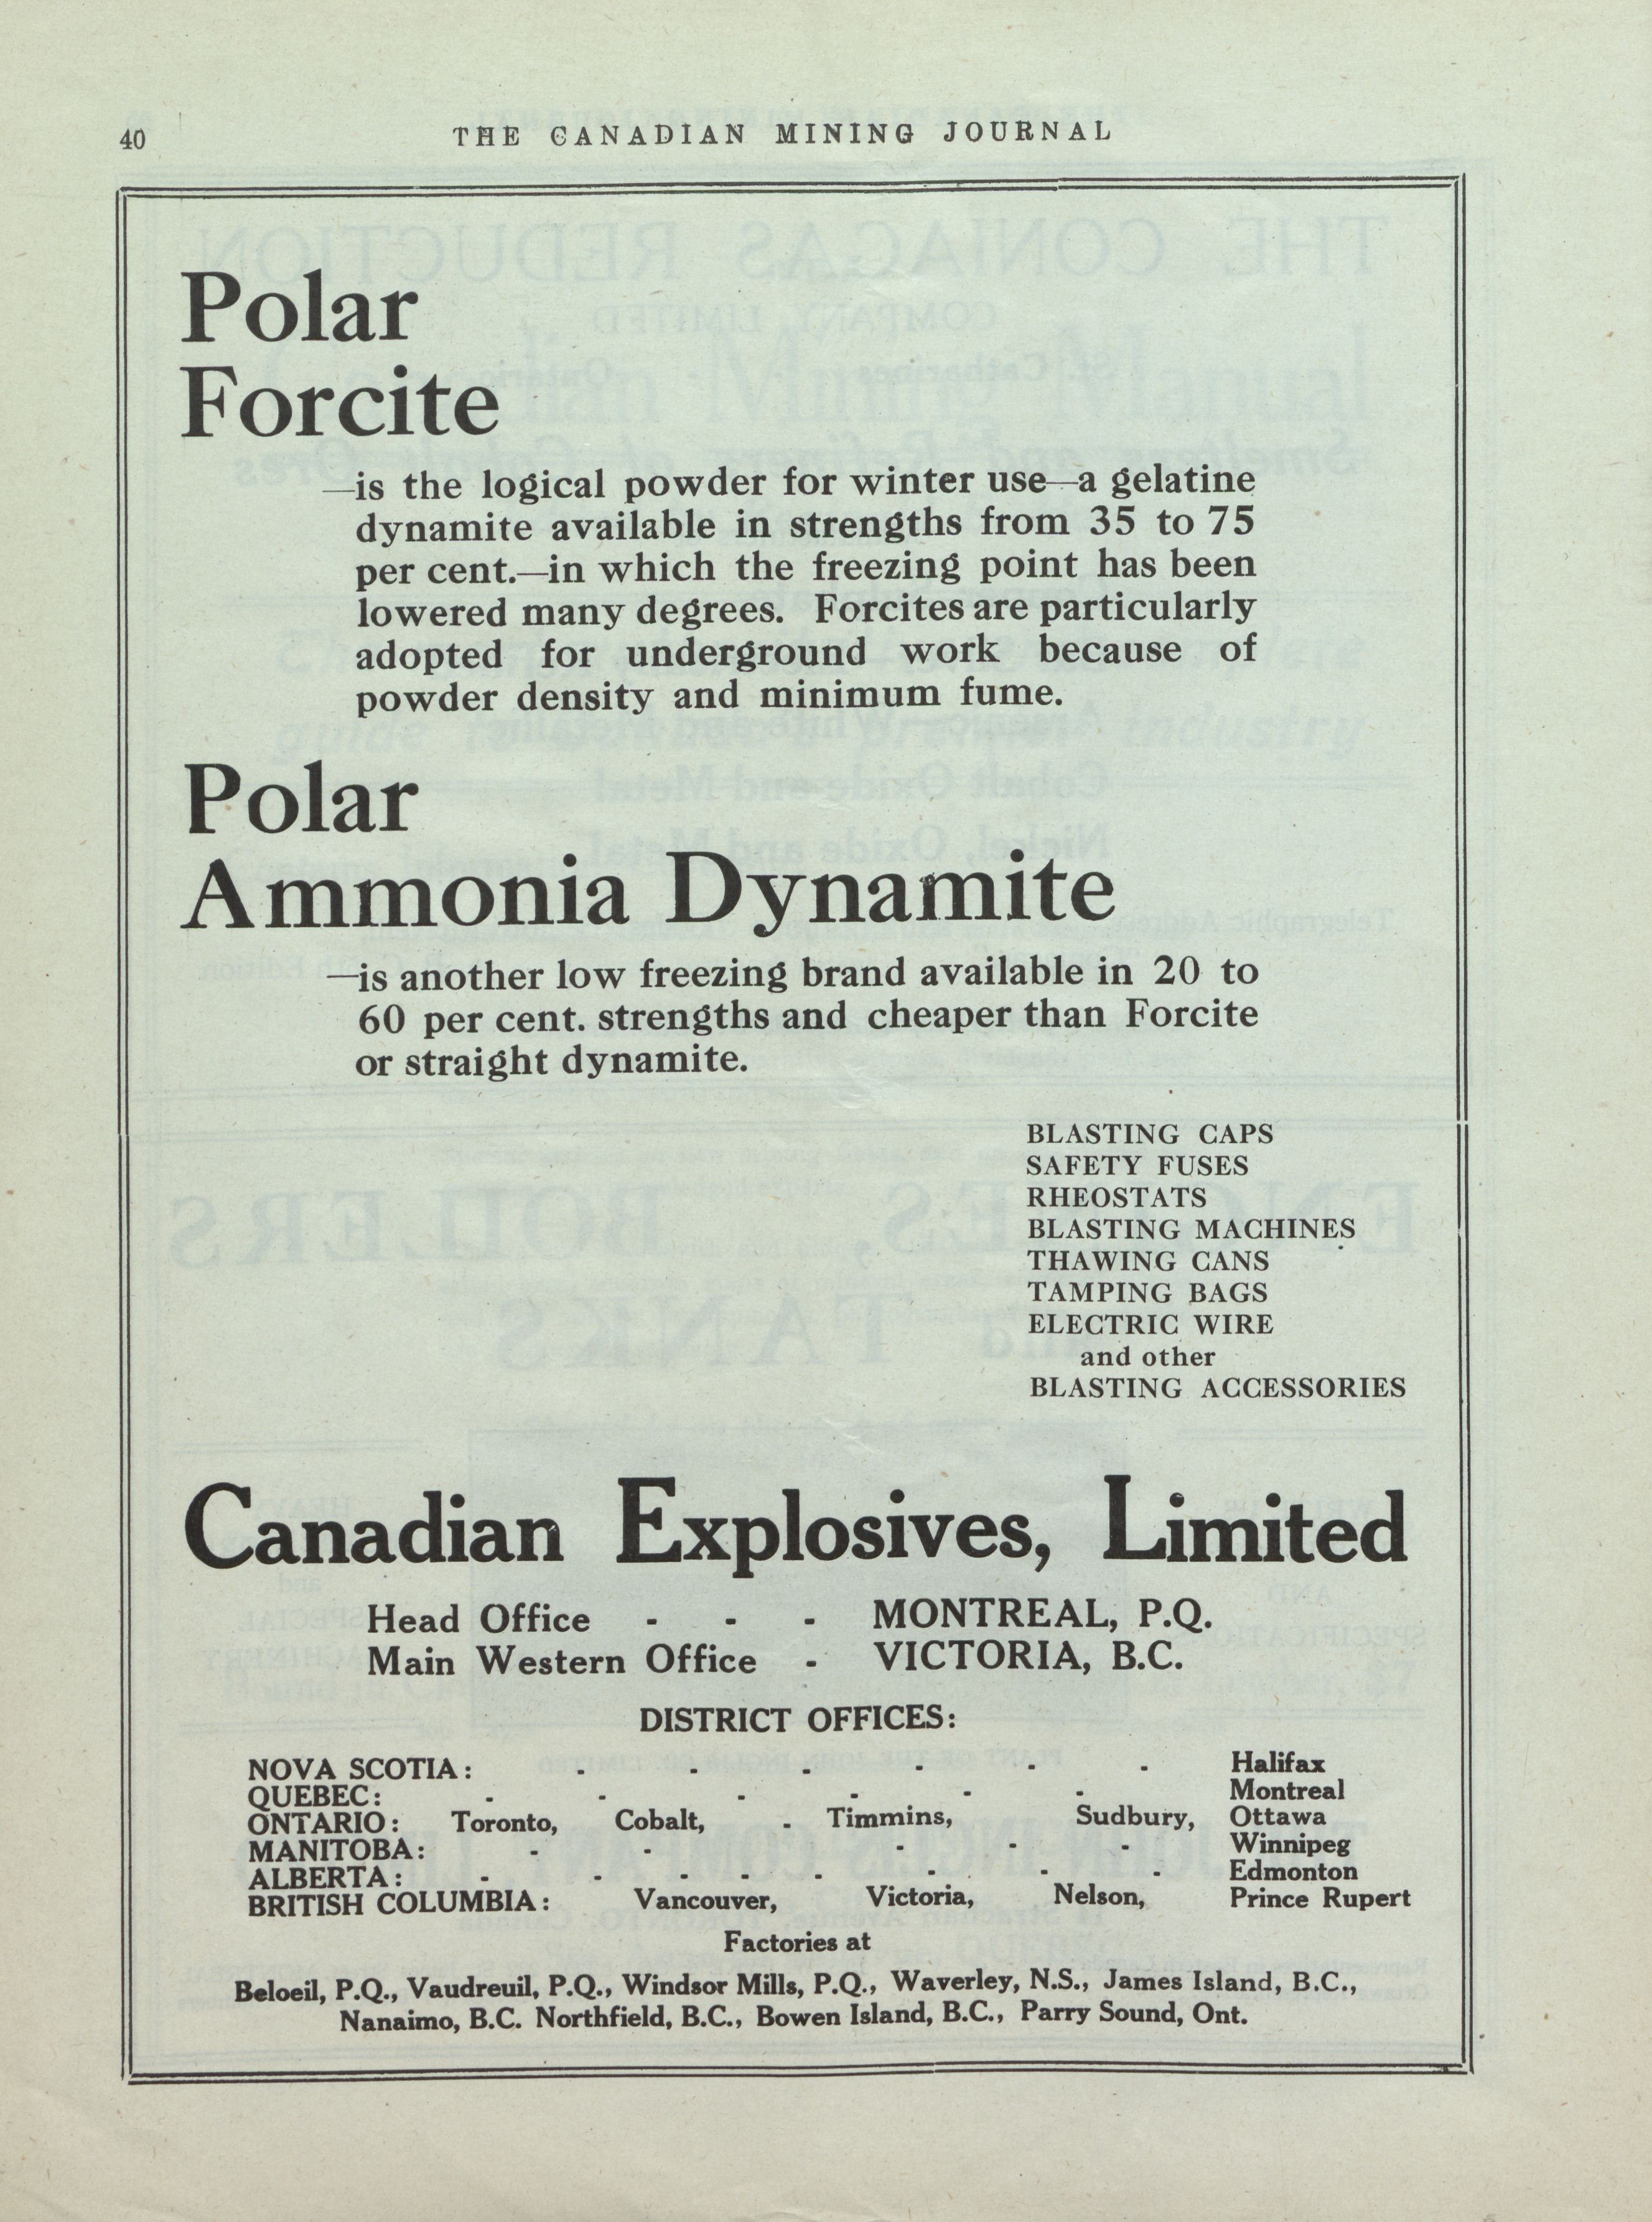 40
THE CANADIAN MINING JOURNAL
Polar
Forcite
—is the logical powder for winter use—a gelatine
dynamite available in strengths from 35 to 75
per cent.—in which the freezing point has been
lowered many degrees. Forcites are particularly
adopted for underground work because of
powder density and minimum fume.
Polar
Ammonia Dynamite
—is another low freezing brand available in 20 to
60 per cent. strengths and cheaper than Forcite
or straight dynamite.
BLASTING CAPS
SAFETY FUSES
RHEOSTATS
BLASTING MACHINES
THAWING CANS
TAMPING BAGS
ELECTRIC WIRE
and other
BLASTING ACCESSORIES
Canadian Explosives, Limited
Head Office - - - MONTREAL, P.Q.
Main Western Office - VICTORIA, B.C.
DISTRICT OFFICES:
NOVA SCOTIA: - - - - - - Halifax
QUEBEC: - - - - - - Montreal
ONTARIO: Toronto, Cobalt, - Timmins, Sudbury, Ottawa
MANITOBA: - - - - - Winnipeg
ALBERTA: - - - - - - - - Edmonton
BRITISH COLUMBIA: Vancouver, Victoria, Nelson, Prince Rupert
Factories at
Beloeil, P.Q., Vaudreuil, P.Q., Windsor Mills, P.Q., Waverley, N.S., James Island, B.C.,
Nanaimo, B.C. Northfield, B.C., Bowen Island, B.C., Parry Sound, Ont.